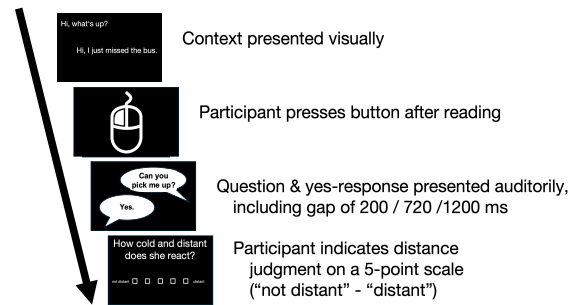 Hi, what's up?
Hi, I just missed the bus.
Context presented visually
Participant presses button after reading
Can you
pick me up?
Yes.
Question & yes-response presented auditorily,
including gap of 200 / 720 /1200 ms
How cold and distant
does she react?
not distant distant
Participant indicates distance
judgment on a 5-point scale
("not distant" - "distant")